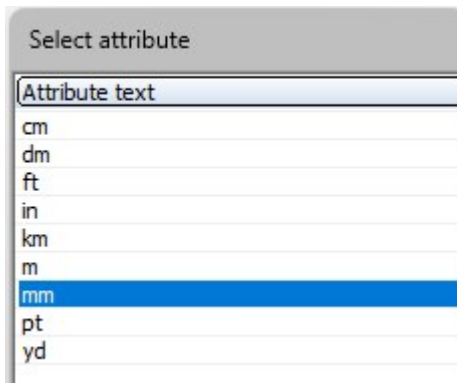 Select attribute
Attribute text
cm
dm
ft
in
km
m
mm
pt
yd